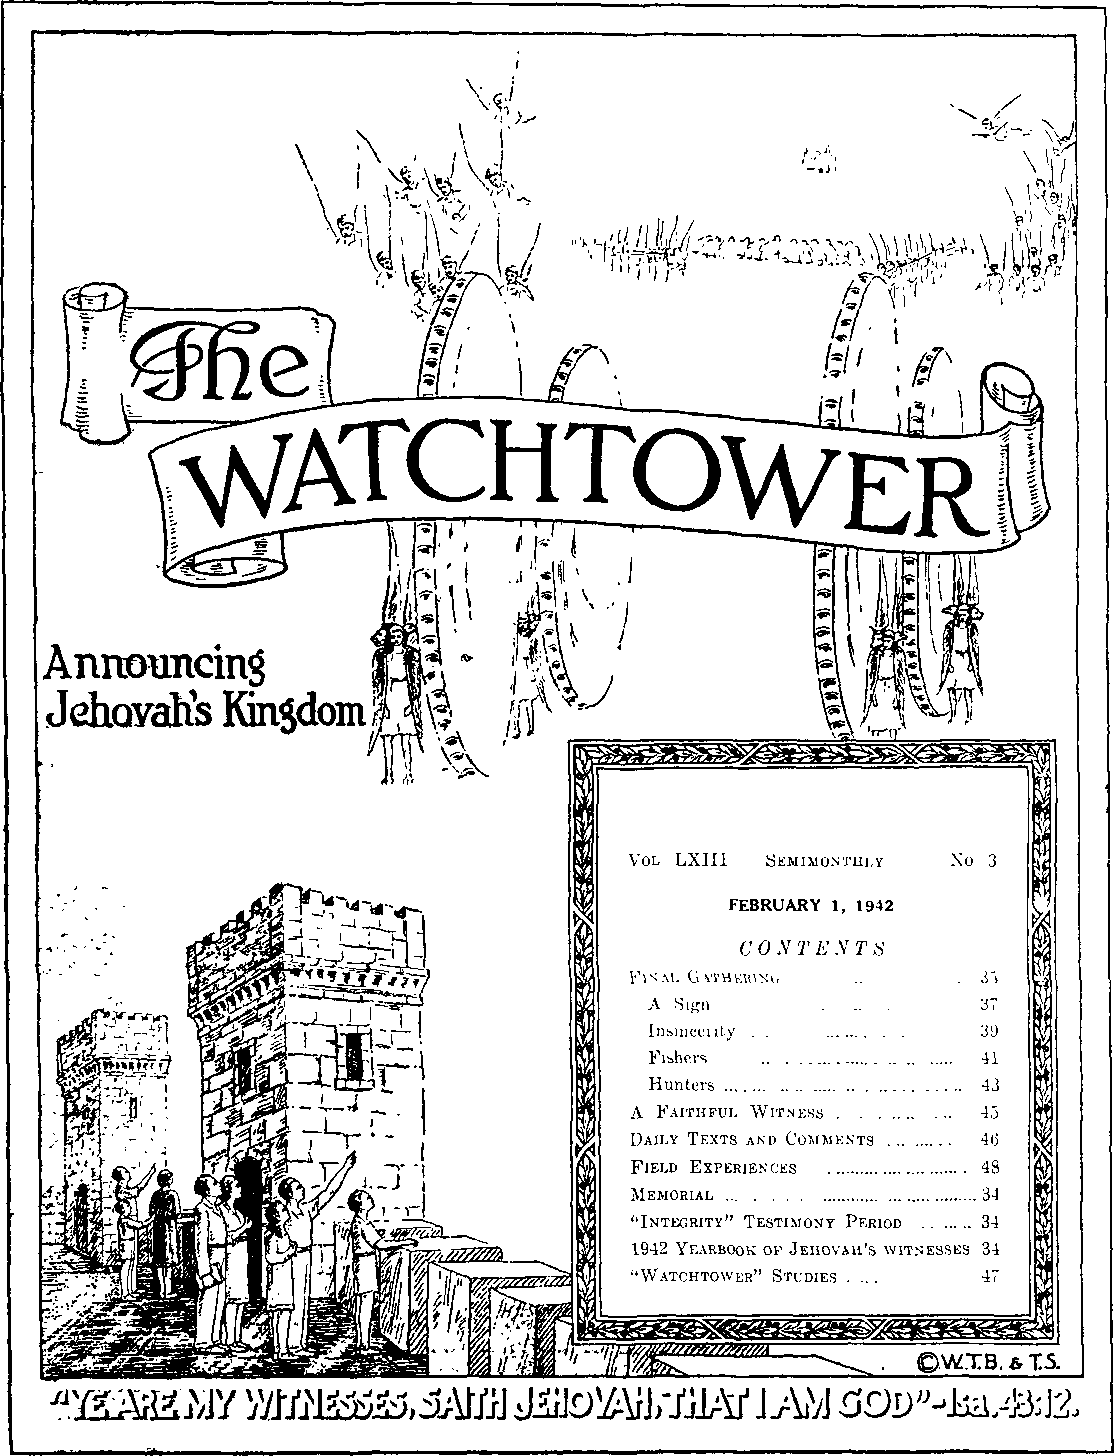 The
WATCHTOWER
Announcing
Jehovah's Kingdom
VOL LXIII SEMIMONTHLY No 3
FEBRUARY 1, 1942
CONTENTS
FINAL GATHERING .. . 35
A Sign . .. . 37
Insincerity . . ........ . . 39
Fishers .. . ................ .. ..... 41
Hunters ... ... .. ........ .. ............... 43
A FAITHFUL WITNESS . . . ..... .. 45
DAILY TEXTS AND COMMENTS ... ..... . 46
FIELD EXPERIENCES ......................... . 48
MEMORIAL ... . . . . ............................ 34
"INTEGRITY" TESTIMONY PERIOD . . .. ... 34
1942 YEARBOOK OF JEHOVAH'S WITNESSES 34
"WATCHTOWER" STUDIES . . .. 47
© W.T.B. & T.S.
"YE ARE MY WITNESSES, SAITH JEHOVAH, THAT I AM GOD"-Isa. 43:12.